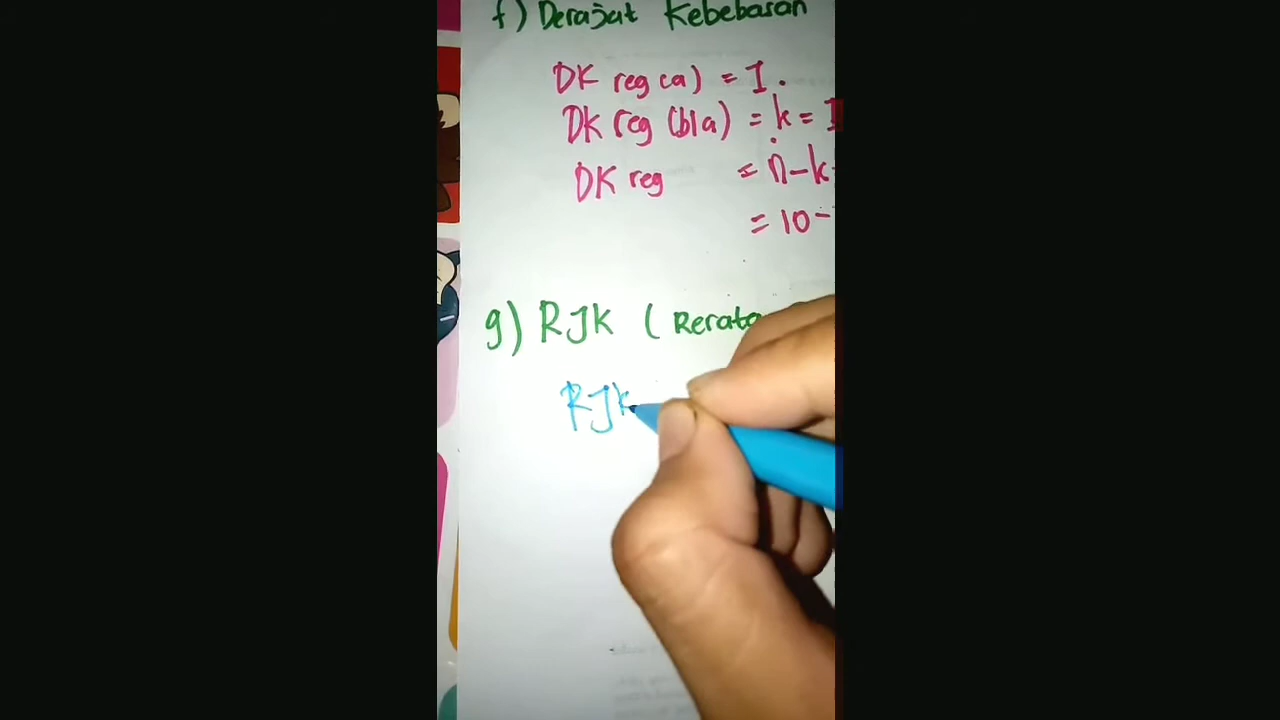 f) Derajat Kebebasan
DK reg (a) = 1.
DK reg (b|a) = k = 1
DK reg = n-k-
= 10-
g) RJK ( Rerata
RJK